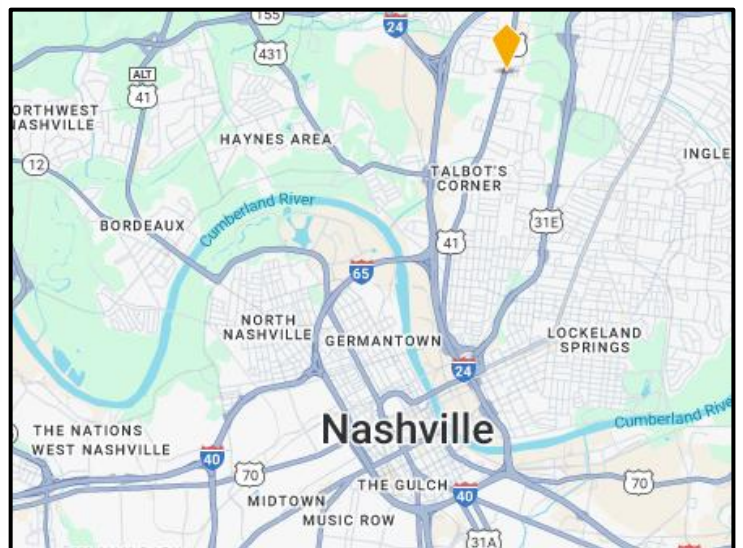 155
24
431
ALT
41
ORTHWEST
NASHVILLE
HAYNES AREA
12
INGLE
TALBOT'S
CORNER
Cumberland River
BORDEAUX
31E
41
65
NORTH
NASHVILLE
GERMANTOWN
LOCKELAND
SPRINGS
24
Nashville
Cumberland Rive
THE NATIONS
WEST NASHVILLE
40
70
THE GULCH
40
70
MIDTOWN
MUSIC ROW
31A